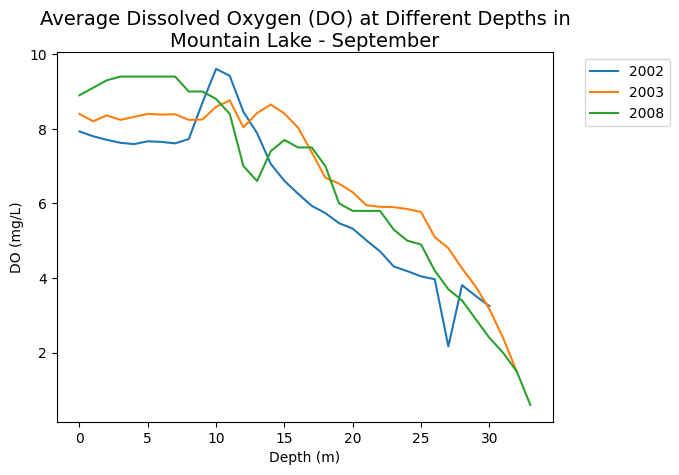 Average Dissolved Oxygen (DO) at Different Depths in
Mountain Lake - September
2002
2003
2008
10
8
6
4
2
DO (mg/L)
0 5 10 15 20 25 30
Depth (m)